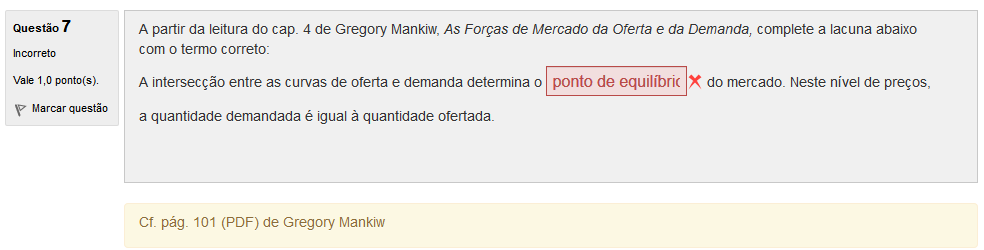 Questão 7
Incorreto
Vale 1,0 ponto(s).
Marcar questão
A partir da leitura do cap. 4 de Gregory Mankiw, As Forças de Mercado da Oferta e da Demanda, complete a lacuna abaixo
com o termo correto:
A intersecção entre as curvas de oferta e demanda determina o ponto de equilíbric do mercado. Neste nível de preços,
a quantidade demandada é igual à quantidade ofertada.
Cf. pág. 101 (PDF) de Gregory Mankiw